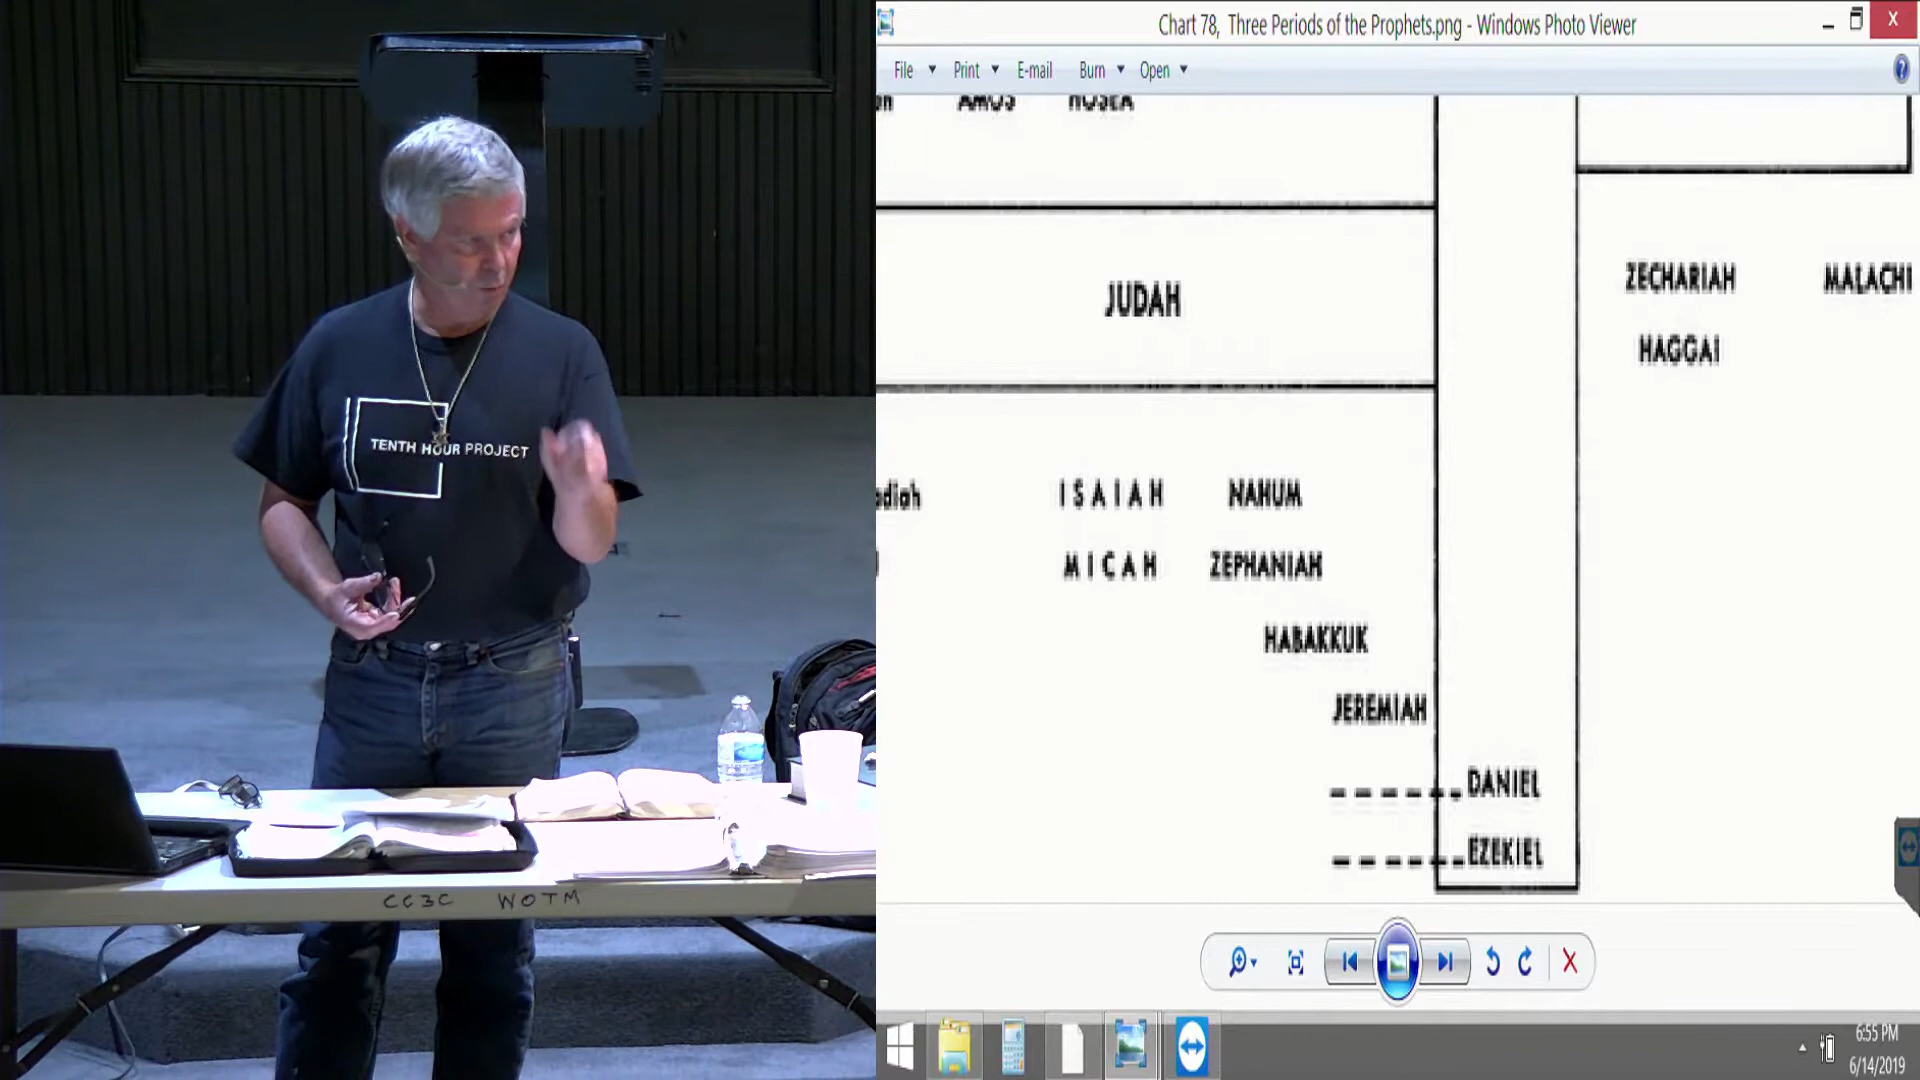 TENTH HOUR PROJECT
CC3C WOTM
Chart 78, Three Periods of the Prophets.png - Windows Photo Viewer
File Print E-mail Burn Open
AMOS HOSEA
JUDAH
ZECHARIAH MALACHI
HAGGAI
ISAIAH NAHUM
MICAH ZEPHANIAH
HABAKKUK
JEREMIAH
DANIEL
EZEKIEL
6:55 PM
6/14/2019